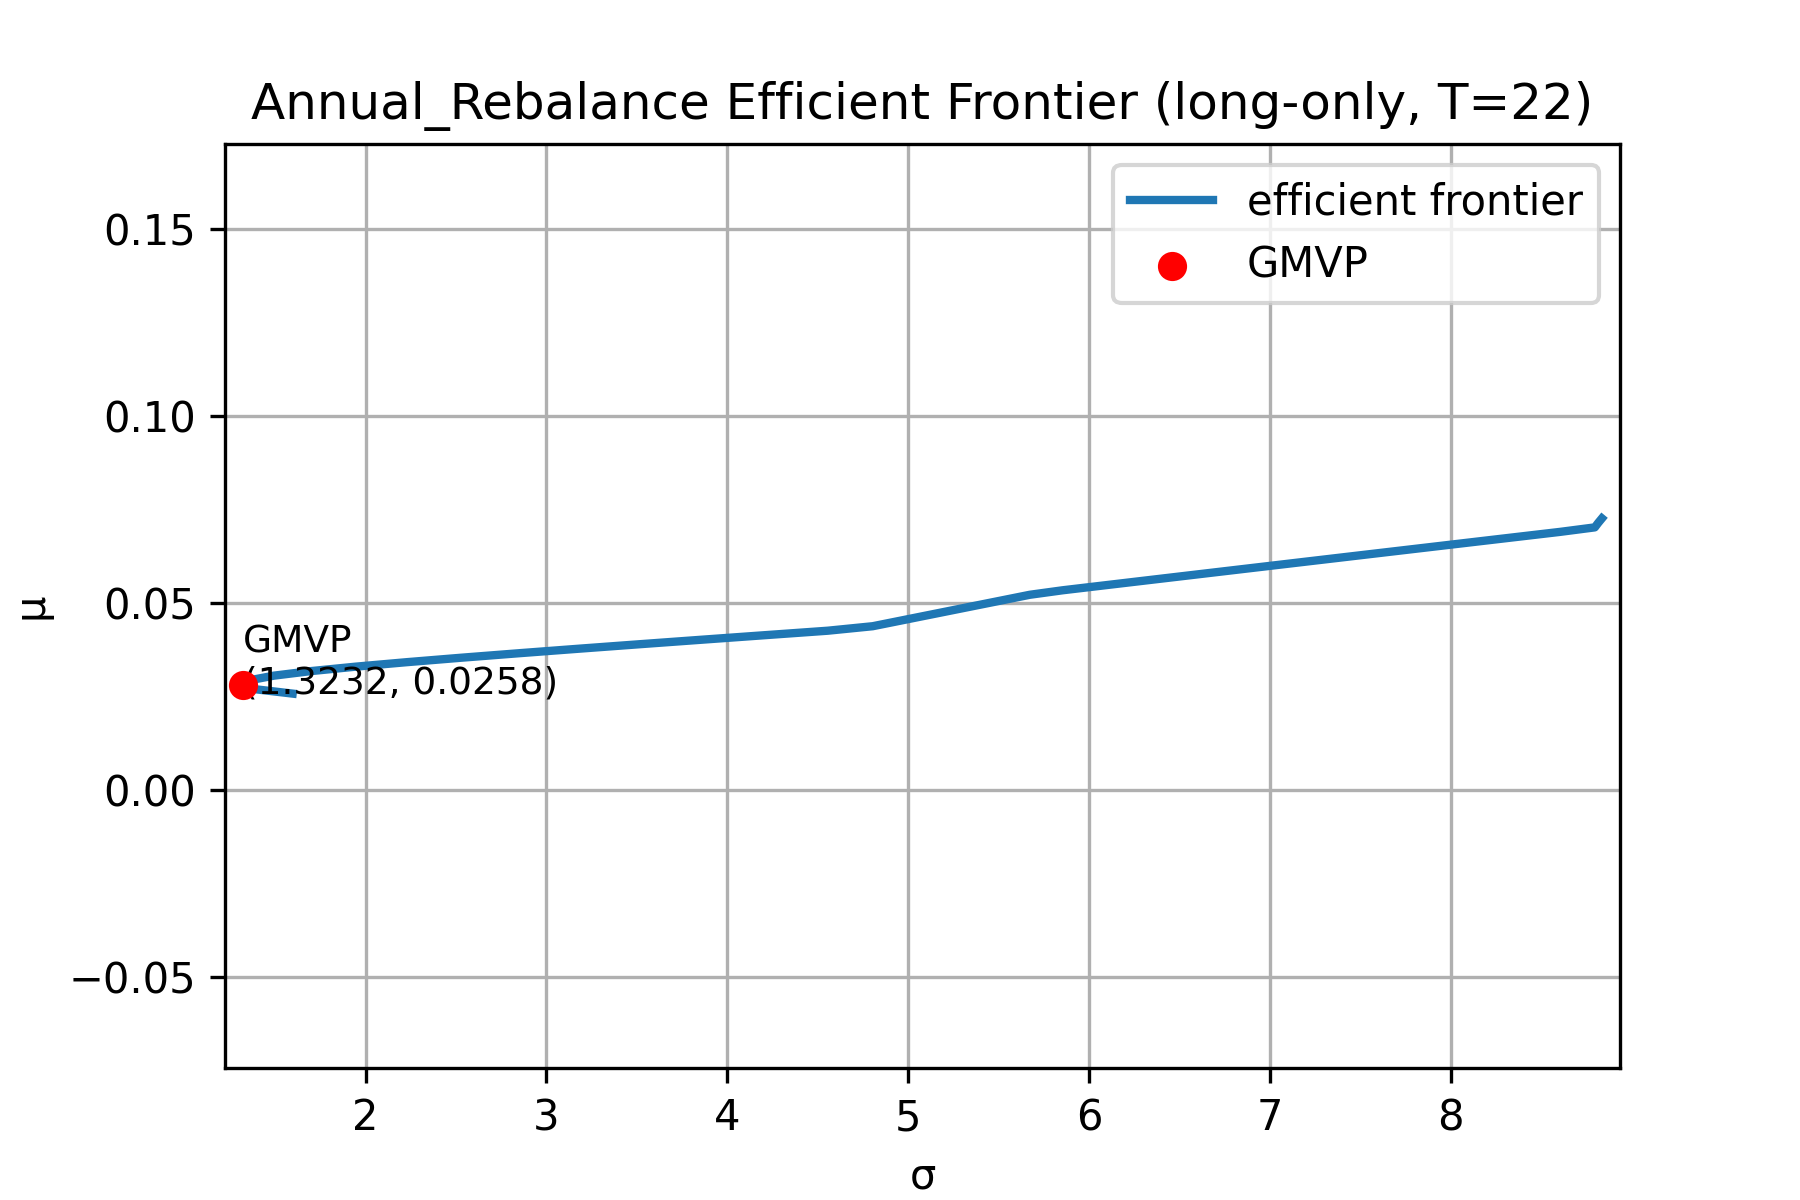 Annual_Rebalance Efficient Frontier (long-only, T=22)
efficient frontier
GMVP
0.15
0.10
0.05
0.00
−0.05
μ
GMVP
(1.3232, 0.0258)
2 3 4 5 6 7 8
σ